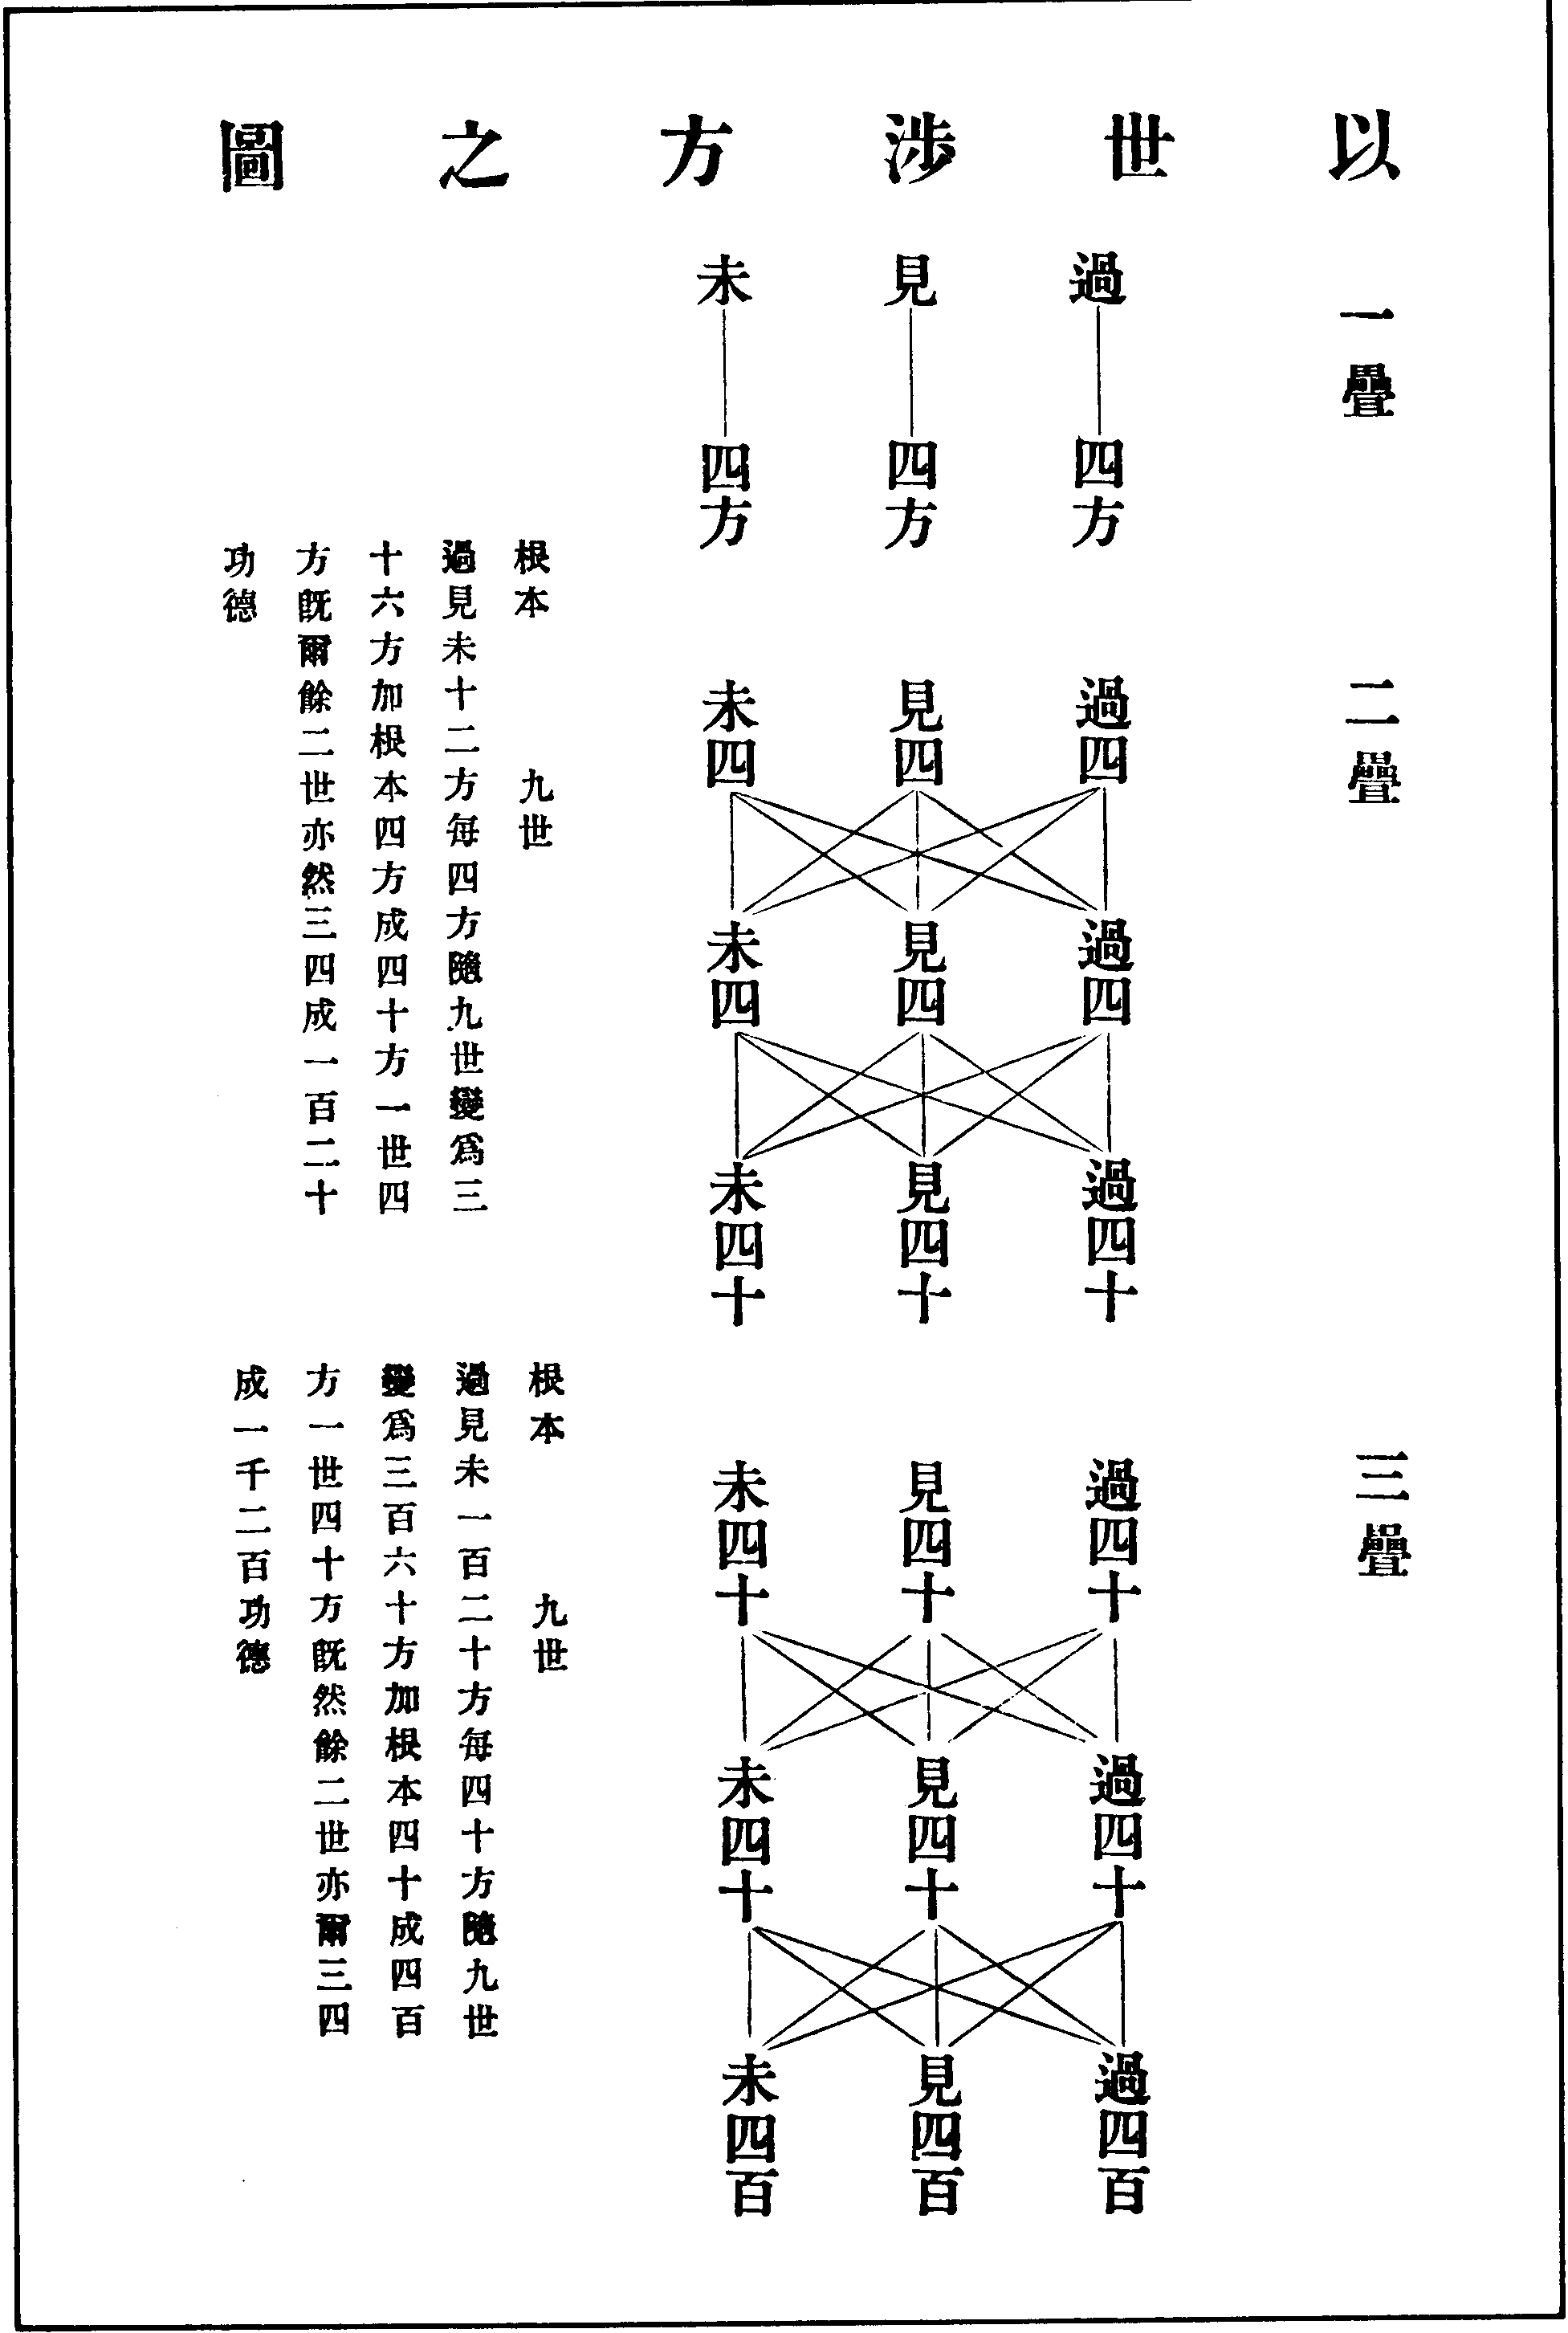 以世涉方之圖
一疊
過 見 未
四方 四方 四方
二疊
過四 見四 未四
過四 見四 未四
過四十 見四十 未四十
根本 九世
過見未十二方每四方隨九世變爲三
十六方加根本四方成四十方一世四
方既爾餘二世亦然三四成一百二十
功德
三疊
過四十 見四十 未四十
過四十 見四十 未四十
過四百 見四百 未四百
根本 九世
過見未一百二十方每四十方隨九世
變爲三百六十方加根本四十成四百
方一世四十方既然餘二世亦爾三四
成一千二百功德